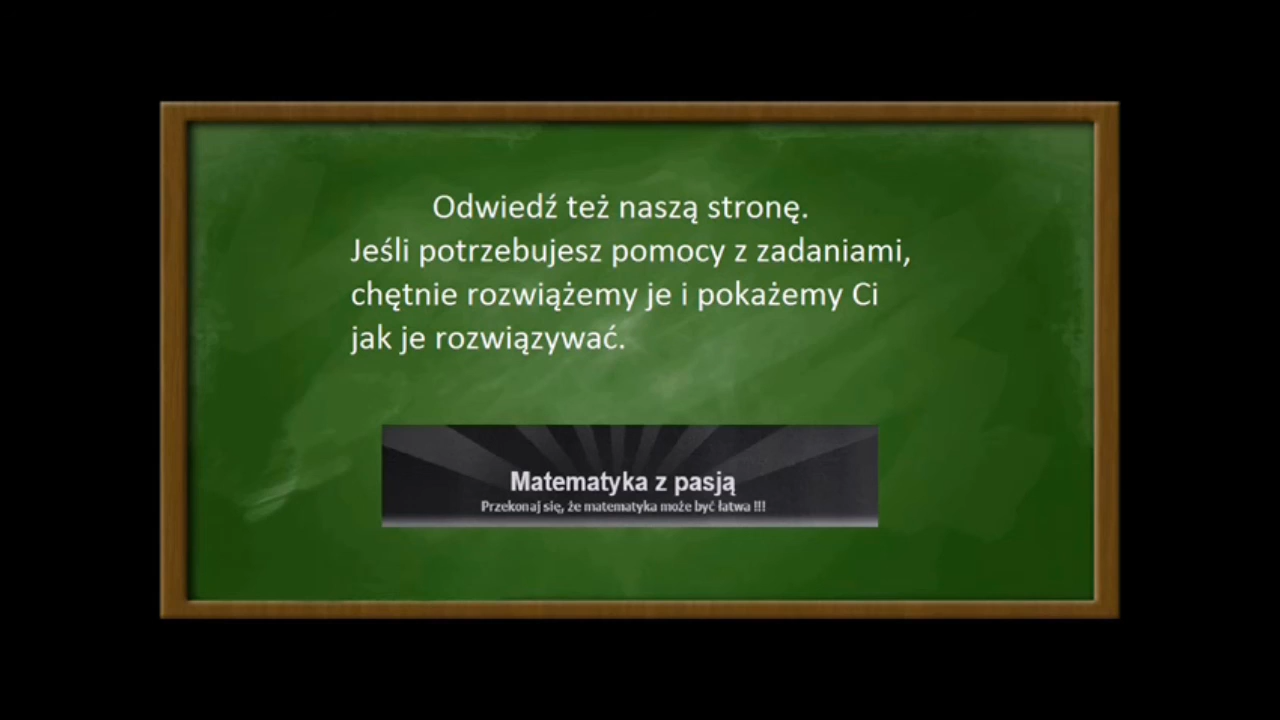 Odwiedź też naszą stronę.
Jeśli potrzebujesz pomocy z zadaniami,
chętnie rozwiążemy je i pokażemy Ci
jak je rozwiązywać.
Matematyka z pasją
Przekonaj się, że matematyka może być łatwa !!!